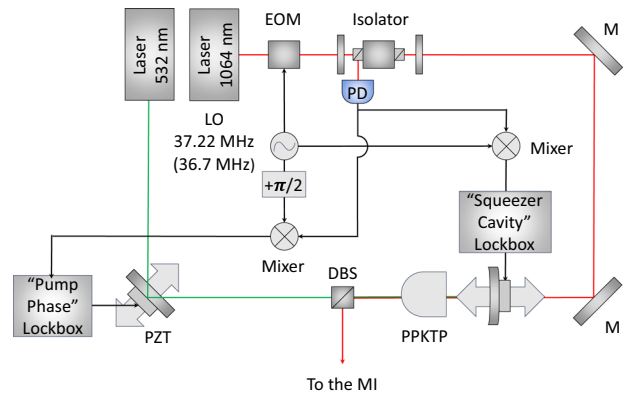 EOM
Isolator
M
Laser
532 nm
Laser
1064 nm
PD
LO
37.22 MHz
(36.7 MHz)
Mixer
+π/2
"Squeezer
Cavity"
Lockbox
Mixer
DBS
"Pump
Phase"
Lockbox
PZT
PPKTP
M
To the MI